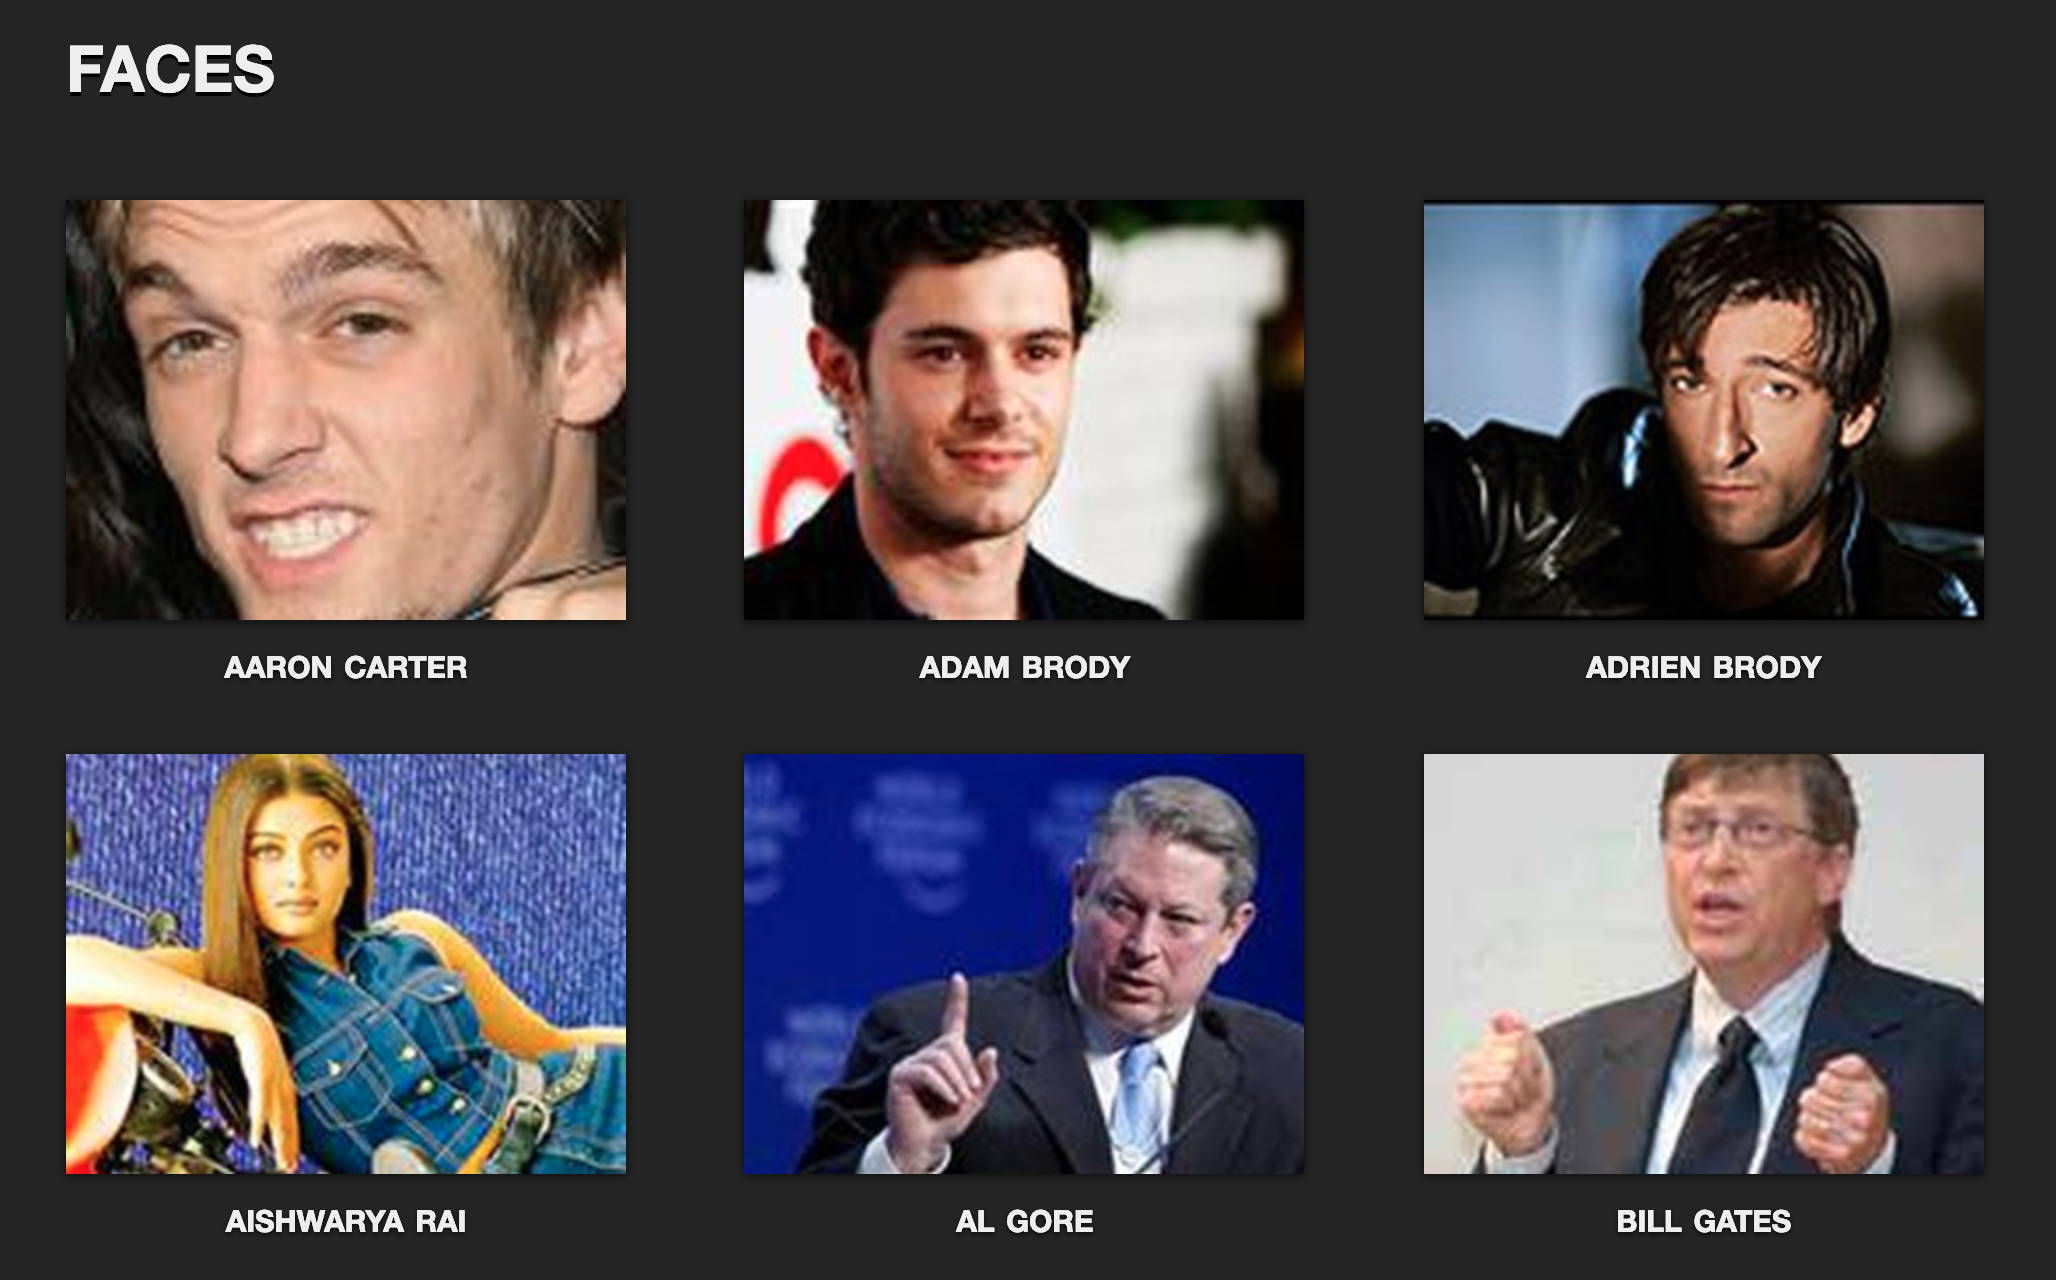 FACES
AARON CARTER
ADAM BRODY
ADRIEN BRODY
AISHWARYA RAI
AL GORE
BILL GATES